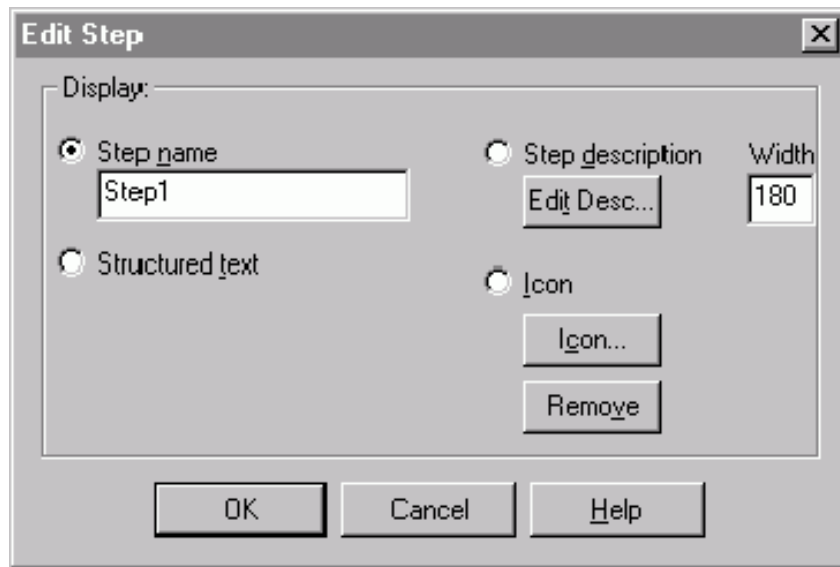 Edit Step
Display:
Step name
Step1
Structured text
Step description
Width
Edit Desc...
180
Icon
Icon...
Remove
OK
Cancel
Help